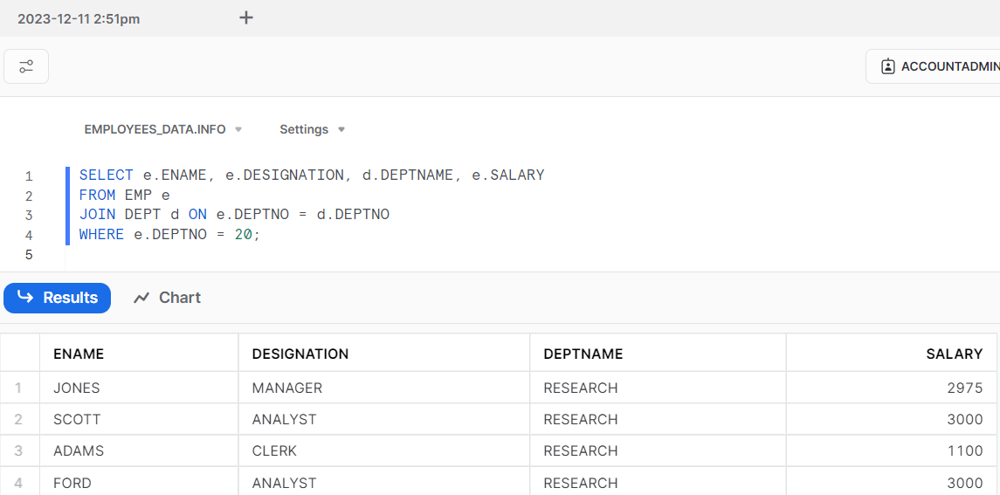 2023-12-11 2:51pm +
ACCOUNTADMIN
EMPLOYEES_DATA.INFO Settings
1 SELECT e.ENAME, e.DESIGNATION, d.DEPTNAME, e.SALARY
2 FROM EMP e
3 JOIN DEPT d ON e.DEPTNO = d.DEPTNO
4 WHERE e.DEPTNO = 20;
5
Results Chart
ENAME DESIGNATION DEPTNAME SALARY
1 JONES MANAGER RESEARCH 2975
2 SCOTT ANALYST RESEARCH 3000
3 ADAMS CLERK RESEARCH 1100
4 FORD ANALYST RESEARCH 3000